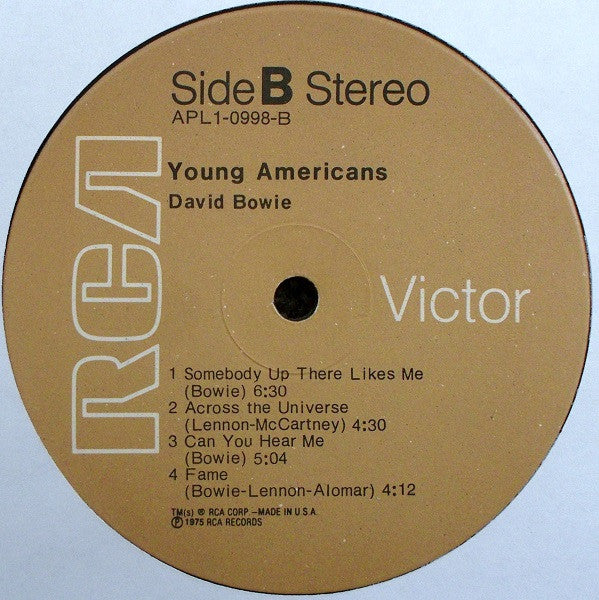 Side B Stereo
APL1-0998-B
Young Americans
David Bowie
RCA
Victor
1 Somebody Up There Likes Me
(Bowie) 6:30
2 Across the Universe
(Lennon-McCartney) 4:30
3 Can You Hear Me
(Bowie) 5:04
4 Fame
(Bowie-Lennon-Alomar) 4:12
TM(s) ® RCA CORP –MADE IN U.S.A.
℗ 1975 RCA RECORDS